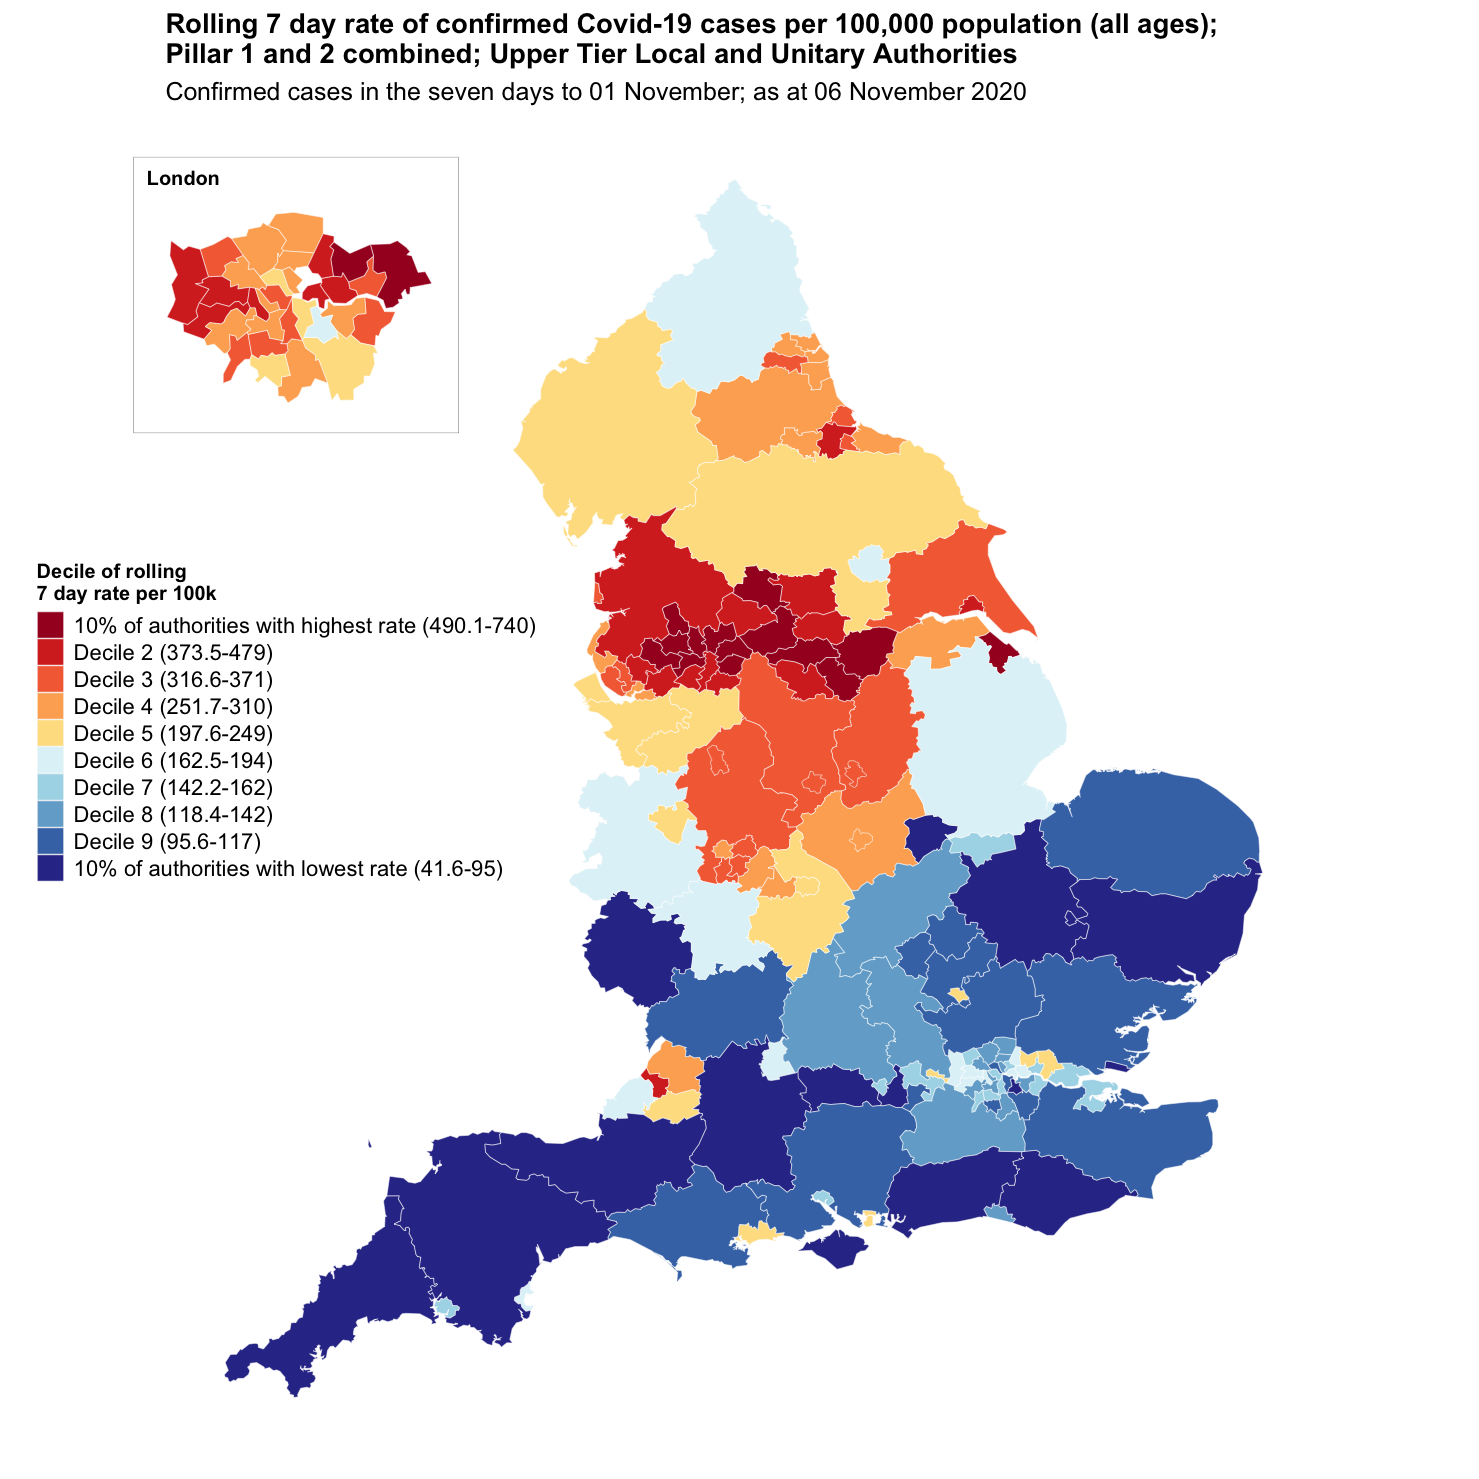 Rolling 7 day rate of confirmed Covid-19 cases per 100,000 population (all ages);
Pillar 1 and 2 combined; Upper Tier Local and Unitary Authorities
Confirmed cases in the seven days to 01 November; as at 06 November 2020
London
Decile of rolling
7 day rate per 100k
10% of authorities with highest rate (490.1-740)
Decile 2 (373.5-479)
Decile 3 (316.6-371)
Decile 4 (251.7-310)
Decile 5 (197.6-249)
Decile 6 (162.5-194)
Decile 7 (142.2-162)
Decile 8 (118.4-142)
Decile 9 (95.6-117)
10% of authorities with lowest rate (41.6-95)